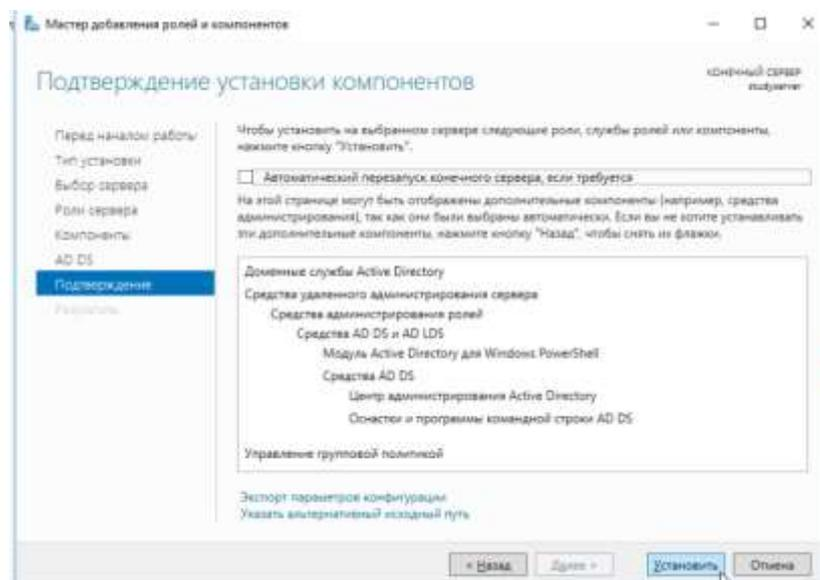 Мастер добавления ролей и компонентов
Подтверждение установки компонентов
КОНЕЧНЫЙ СЕРВЕР
studyserver
Перед началом работы
Тип установки
Выбор сервера
Роли сервера
Компоненты
AD DS
Подтверждение
Результаты
Чтобы установить на выбранном сервере следующие роли, службы ролей или компоненты,
нажмите кнопку "Установить".
Автоматический перезапуск конечного сервера, если требуется
На этой странице могут быть отображены дополнительные компоненты (например, средства
администрирования), так как они были выбраны автоматически. Если вы не хотите устанавливать
эти дополнительные компоненты, нажмите кнопку "Назад", чтобы снять их флажки.
Доменные службы Active Directory
Средства удаленного администрирования сервера
Средства администрирования ролей
Средства AD DS и AD LDS
Модуль Active Directory для Windows PowerShell
Средства AD DS
Центр администрирования Active Directory
Оснастки и программы командной строки AD DS
Управление групповой политикой
Экспорт параметров конфигурации
Указать альтернативный исходный путь
< Назад
Далее >
Установить
Отмена